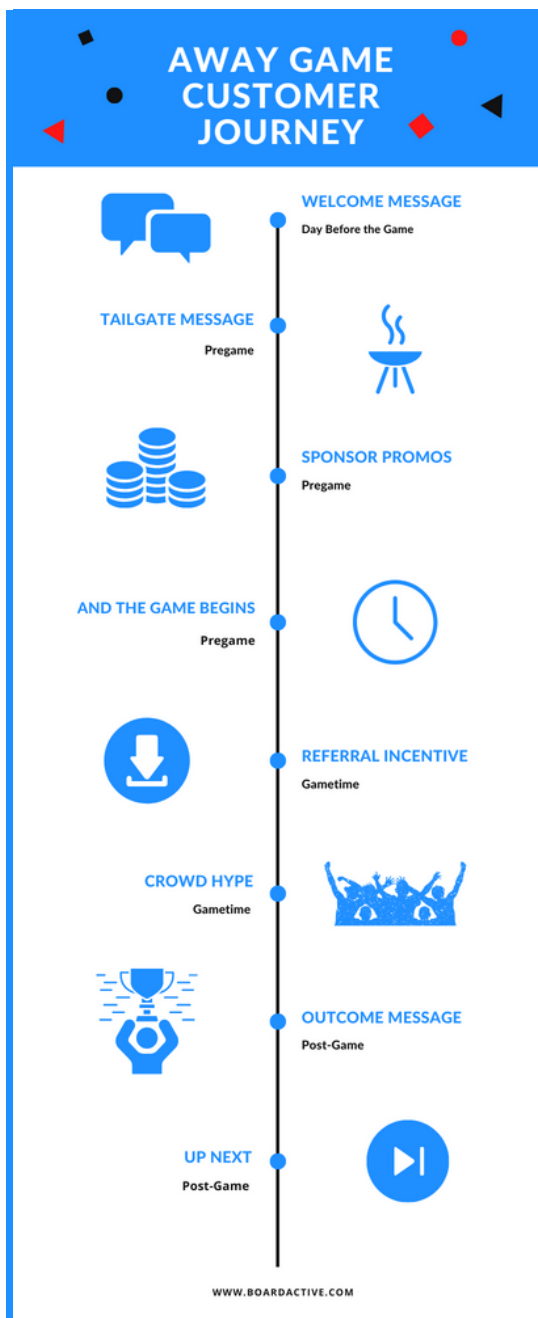 AWAY GAME
CUSTOMER
JOURNEY
WELCOME MESSAGE
Day Before the Game
TAILGATE MESSAGE
Pregame
SPONSOR PROMOS
Pregame
AND THE GAME BEGINS
Pregame
REFERRAL INCENTIVE
Gametime
CROWD HYPE
Gametime
OUTCOME MESSAGE
Post-Game
UP NEXT
Post-Game
WWW.BOARDACTIVE.COM